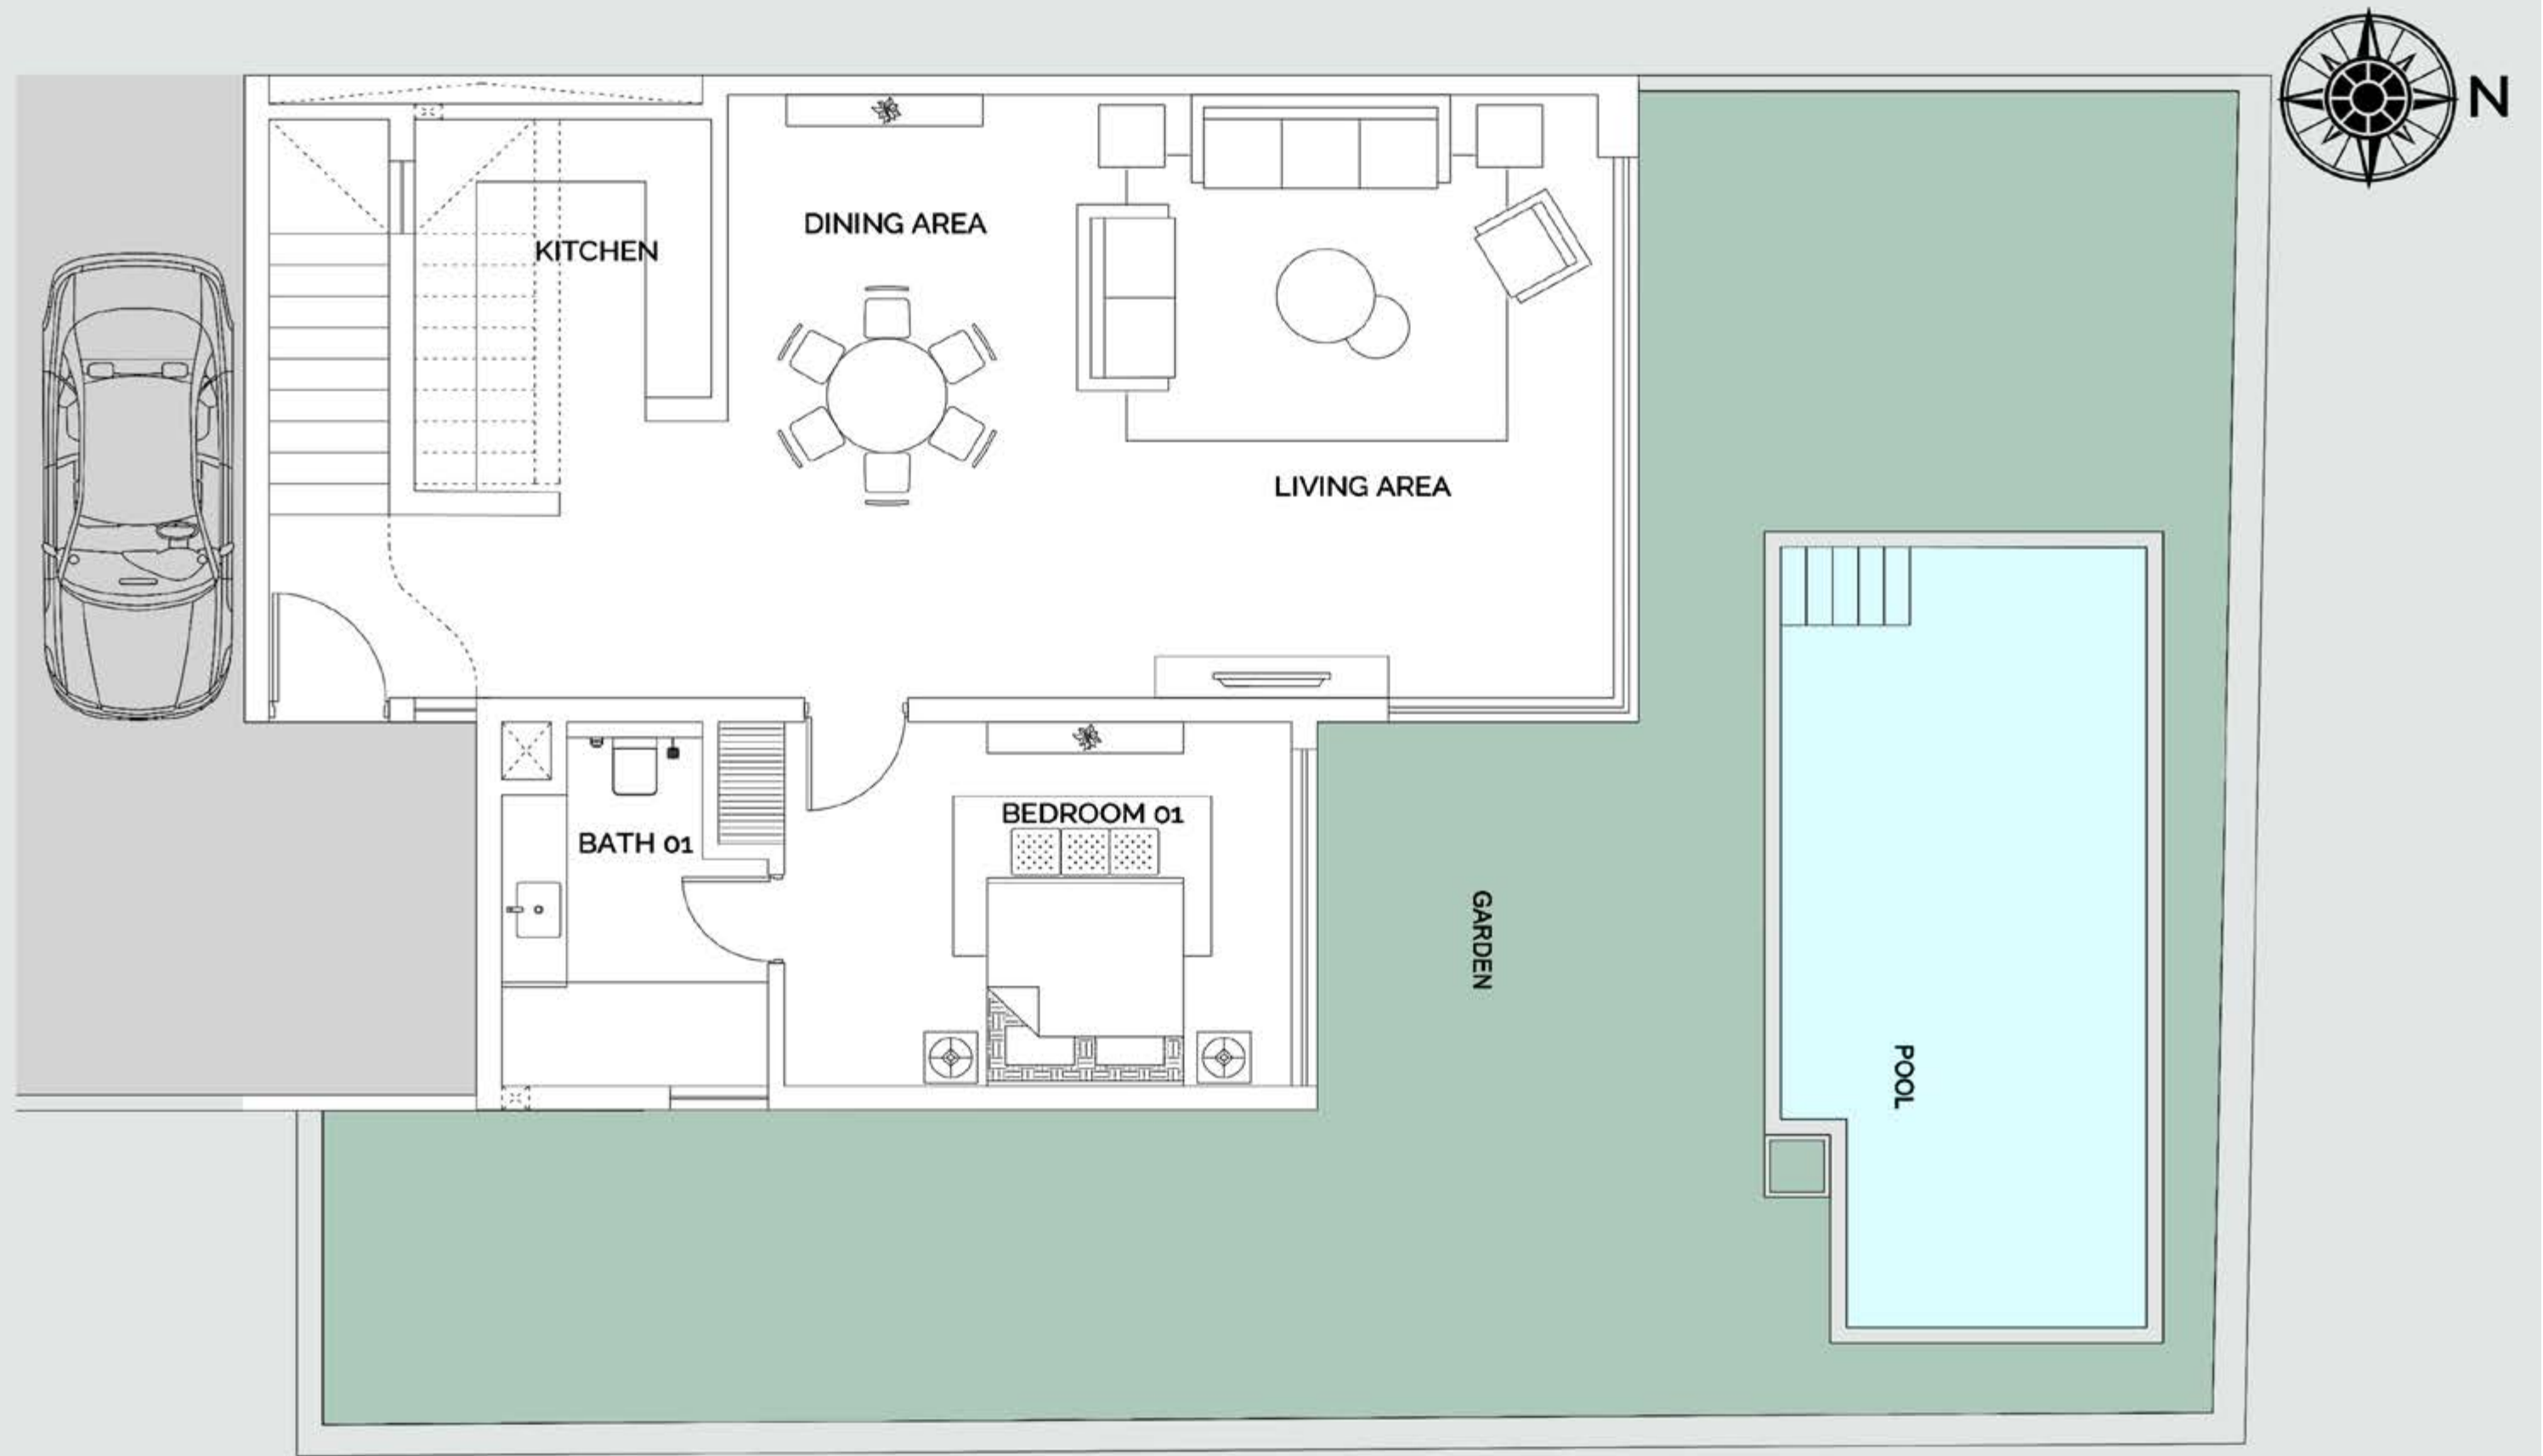 N
DINING AREA
KITCHEN
LIVING AREA
BEDROOM 01
BATH 01
GARDEN
POOL